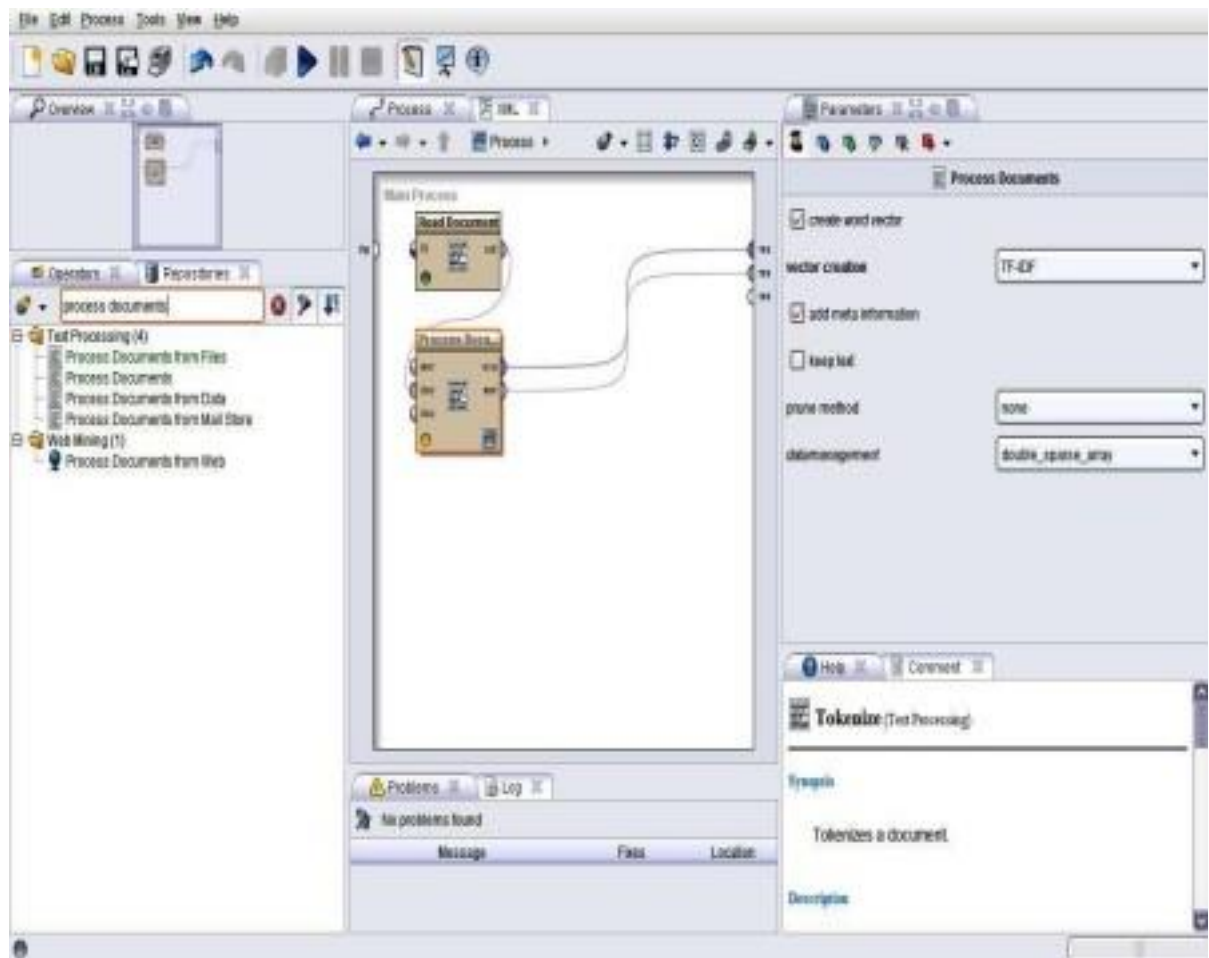 File Edit Process Tools View Help
Overview
Process
XML
Parameters
Process
Process Documents
Main Process
Read Document
create word vector
vector creation
TF-IDF
add meta information
keep text
prune method
none
datamanagement
double_sparse_array
Operators
Repositories
process documents
Text Processing (4)
Process Documents from Files
Process Documents
Process Documents from Data
Process Documents from Mail Store
Web Mining (1)
Process Documents from Web
Process Docu...
Problems
Log
No problems found
Message Fixes Location
Help
Comment
Tokenize (Text Processing)
Synopsis
Tokenizes a document.
Description